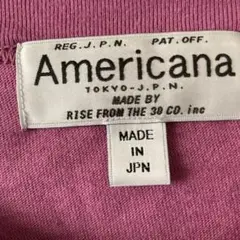 REG.J.P.N. PAT.OFF.
Americana
TOKYO-J.P.N.
MADE BY
RISE FROM THE 30 CO. inc
MADE
IN
JPN